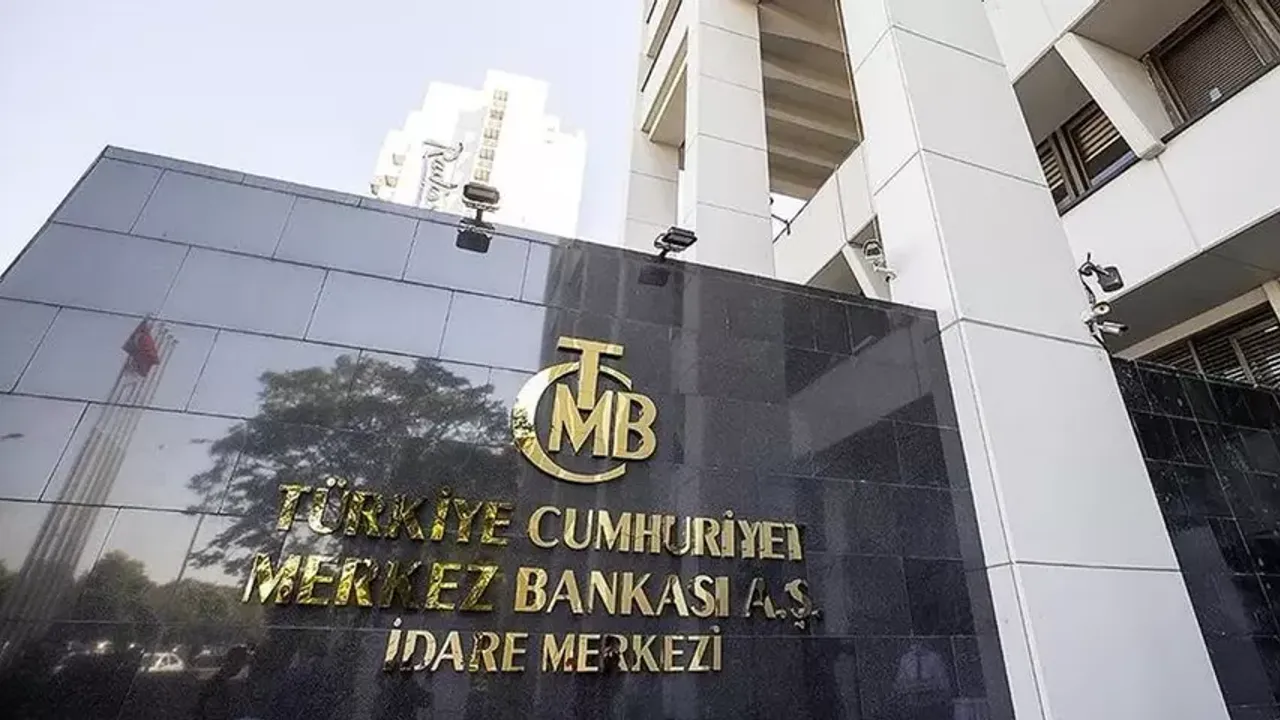 TCMB
TÜRKİYE CUMHURİYET
MERKEZ BANKASI A.Ş.
İDARE MERKEZİ